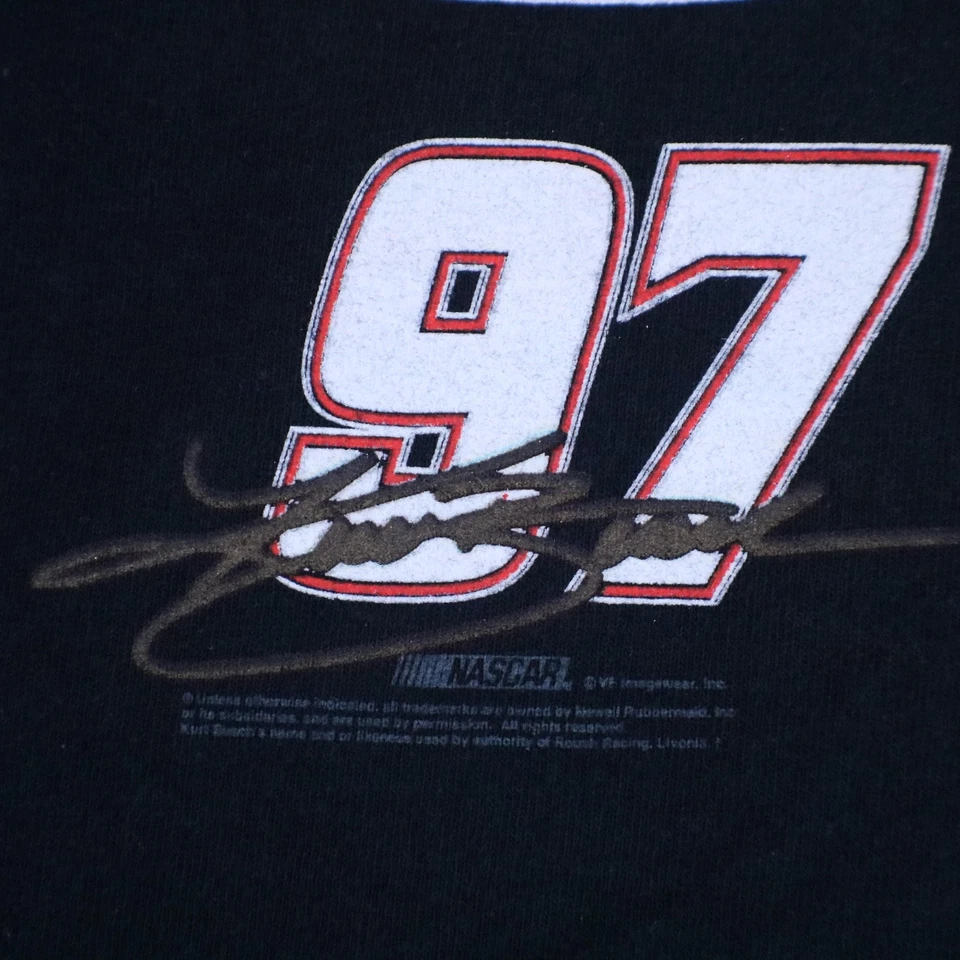 97
Kurt Busch
NASCAR. © VF Imagewear, Inc.
® Unless otherwise indicated, all trademarks are owned by Newell Rubbermaid, Inc
or its subsidiaries, and are used by permission. All rights reserved.
Kurt Busch's name and or likeness used by authority of Roush Racing, Livonia,